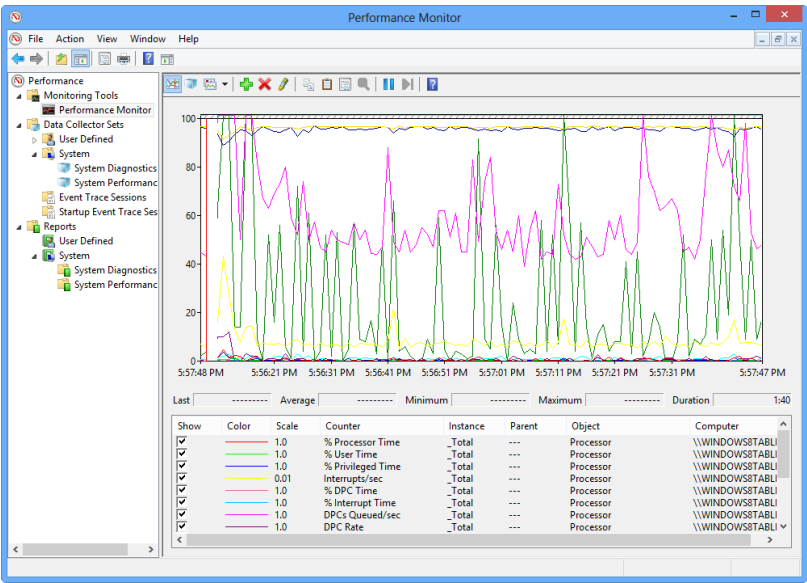 Performance Monitor
File Action View Window Help
Performance
Monitoring Tools
Performance Monitor
Data Collector Sets
User Defined
System
System Diagnostics
System Performanc
Event Trace Sessions
Startup Event Trace Ses
Reports
User Defined
System
System Diagnostics
System Performanc
100
80
60
40
20
0
5:57:48 PM 5:56:21 PM 5:56:31 PM 5:56:41 PM 5:56:51 PM 5:57:01 PM 5:57:11 PM 5:57:21 PM 5:57:31 PM 5:57:47 PM
Last --------- Average --------- Minimum --------- Maximum --------- Duration 1:40
Show Color Scale Counter Instance Parent Object Computer
1.0 % Processor Time _Total --- Processor \\WINDOWS8TABLI
1.0 % User Time _Total --- Processor \\WINDOWS8TABLI
1.0 % Privileged Time _Total --- Processor \\WINDOWS8TABLI
0.01 Interrupts/sec _Total --- Processor \\WINDOWS8TABLI
1.0 % DPC Time _Total --- Processor \\WINDOWS8TABLI
1.0 % Interrupt Time _Total --- Processor \\WINDOWS8TABLI
1.0 DPCs Queued/sec _Total --- Processor \\WINDOWS8TABLI
1.0 DPC Rate _Total --- Processor \\WINDOWS8TABLI